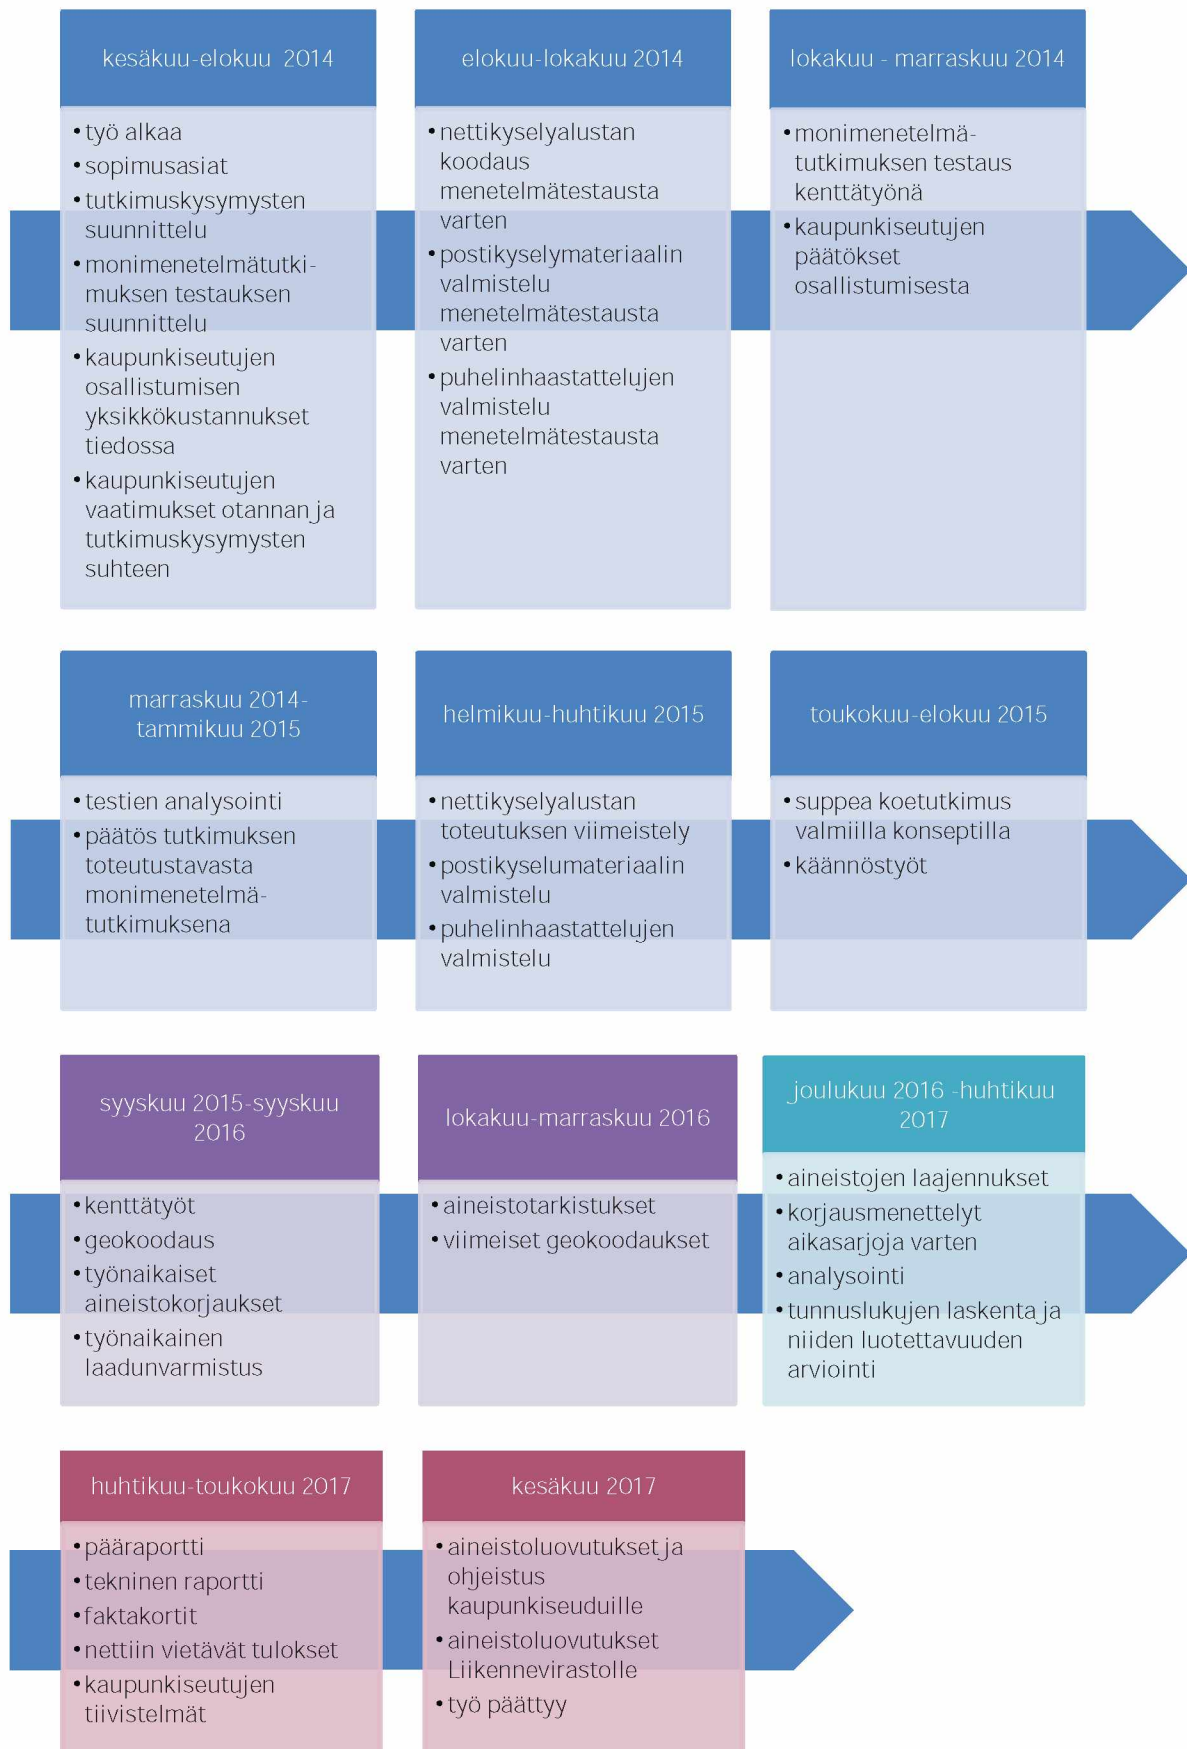 kesäkuu-elokuu 2014
• työ alkaa
• sopimusasiat
• tutkimuskysymysten
suunnittelu
• monimenetelmätutki-
muksen testauksen
suunnittelu
• kaupunkiseutujen
osallistumisen
yksikkökustannukset
tiedossa
• kaupunkiseutujen
vaatimukset otannan ja
tutkimuskysymysten
suhteen
elokuu-lokakuu 2014
• nettikyselyalustan
koodaus
menetelmätestausta
varten
• postikyselymateriaalin
valmistelu
menetelmätestausta
varten
• puhelinhaastattelujen
valmistelu
menetelmätestausta
varten
lokakuu - marraskuu 2014
• monimenetelmä-
tutkimuksen testaus
kenttätyönä
• kaupunkiseutujen
päätökset
osallistumisesta
marraskuu 2014-
tammikuu 2015
• testien analysointi
• päätös tutkimuksen
toteutustavasta
monimenetelmä-
tutkimuksena
helmikuu-huhtikuu 2015
• nettikyselyalustan
toteutuksen viimeistely
• postikyselumateriaalin
valmistelu
• puhelinhaastattelujen
valmistelu
toukokuu-elokuu 2015
• suppea koetutkimus
valmiilla konseptilla
• käännöstyöt
syyskuu 2015-syyskuu
2016
• kenttätyöt
• geokoodaus
• työnaikaiset
aineistokorjaukset
• työnaikainen
laadunvarmistus
lokakuu-marraskuu 2016
• aineistotarkistukset
• viimeiset geokoodaukset
joulukuu 2016 -huhtikuu
2017
• aineistojen laajennukset
• korjausmenettelyt
aikasarjoja varten
• analysointi
• tunnuslukujen laskenta ja
niiden luotettavuuden
arviointi
huhtikuu-toukokuu 2017
• pääraportti
• tekninen raportti
• faktakortit
• nettiin vietävät tulokset
• kaupunkiseutujen
tiivistelmät
kesäkuu 2017
• aineistoluovutukset ja
ohjeistus
kaupunkiseuduille
• aineistoluovutukset
Liikennevirastolle
• työ päättyy